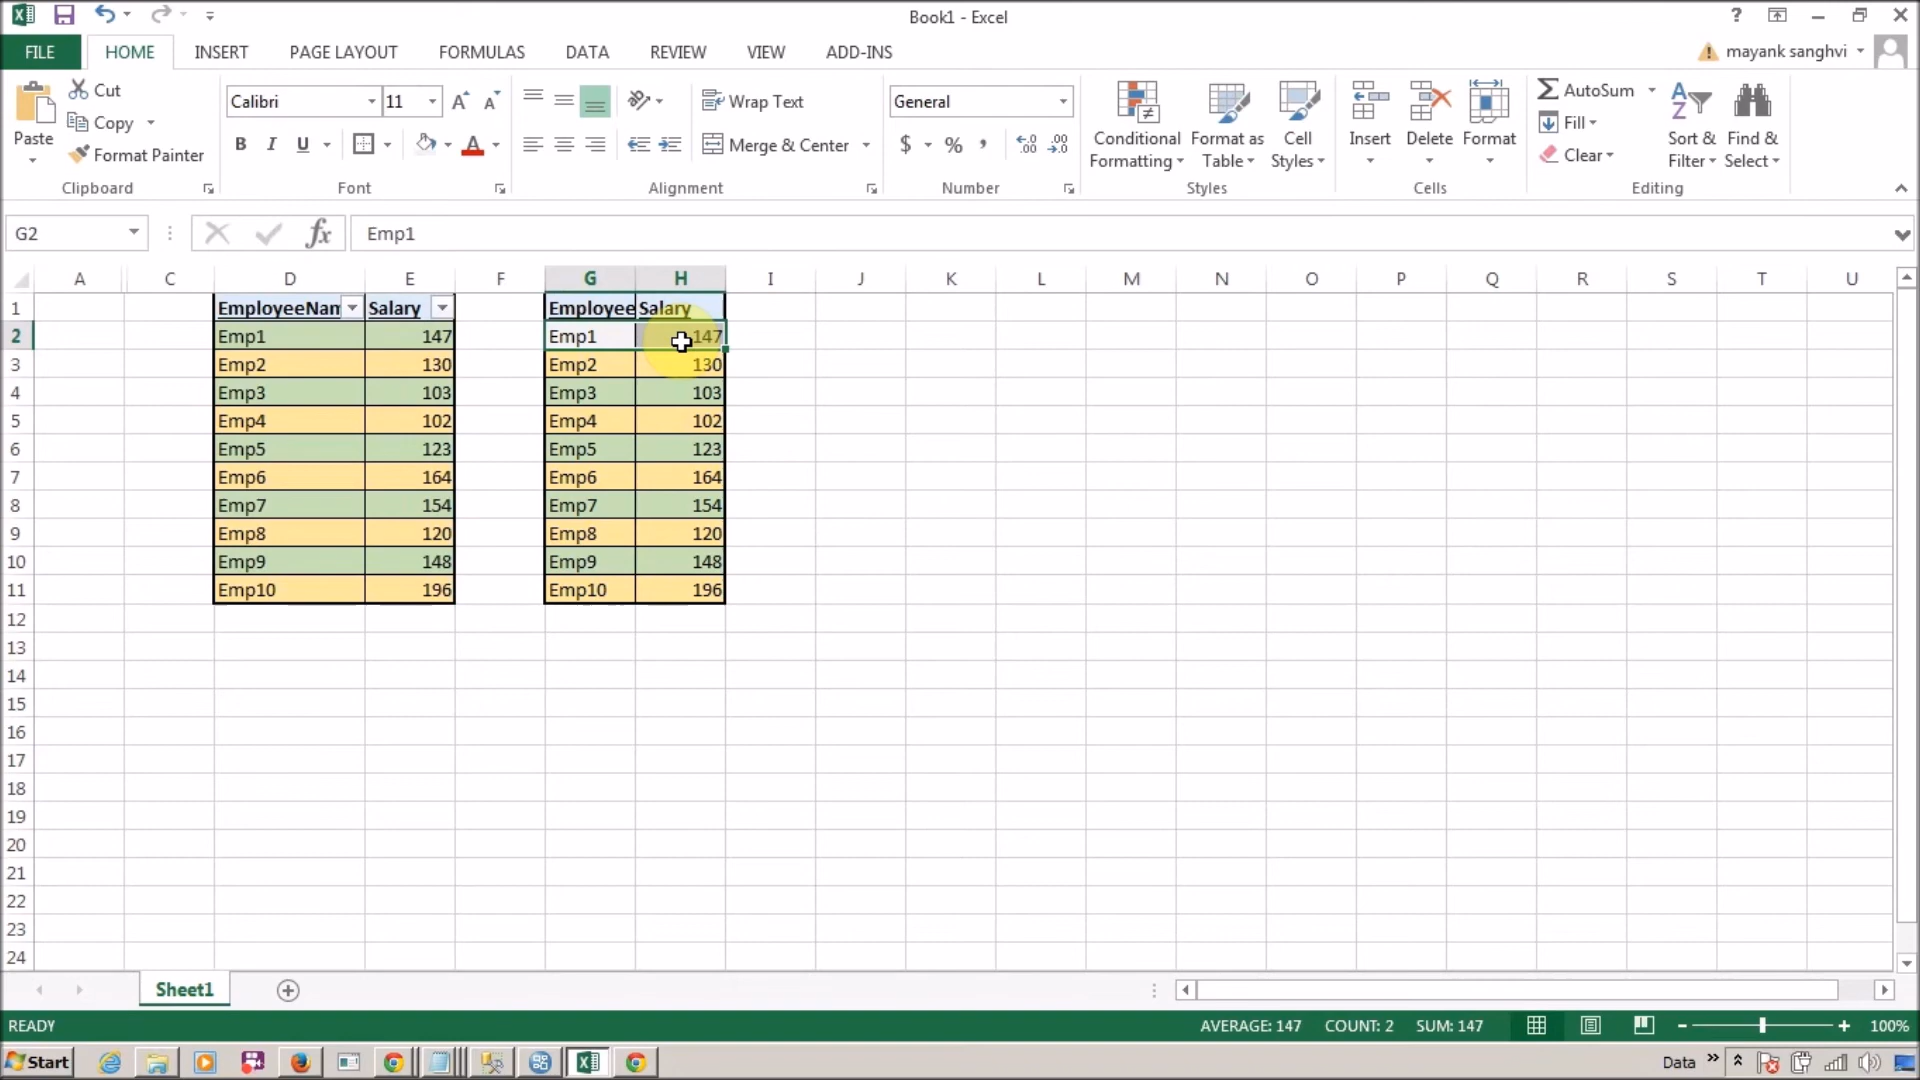 Book1 - Excel
?
FILE HOME INSERT PAGE LAYOUT FORMULAS DATA REVIEW VIEW ADD-INS mayank sanghvi
Paste
Cut
Copy
Format Painter
Clipboard
Calibri 11
B I U A
Font
Wrap Text
Merge & Center
Alignment
General
$ % ,
Number
Conditional Formatting
Format as Table
Cell Styles
Styles
Insert
Delete
Format
Cells
AutoSum
Fill
Clear
Sort & Filter
Find & Select
Editing
G2 fx Emp1
A C D E F G H I J K L M N O P Q R S T U
1 EmployeeNam Salary Employee Salary
2 Emp1 147 Emp1 147
3 Emp2 130 Emp2 130
4 Emp3 103 Emp3 103
5 Emp4 102 Emp4 102
6 Emp5 123 Emp5 123
7 Emp6 164 Emp6 164
8 Emp7 154 Emp7 154
9 Emp8 120 Emp8 120
10 Emp9 148 Emp9 148
11 Emp10 196 Emp10 196
12
13
14
15
16
17
18
19
20
21
22
23
24
Sheet1
READY AVERAGE: 147 COUNT: 2 SUM: 147 100%
Start Data